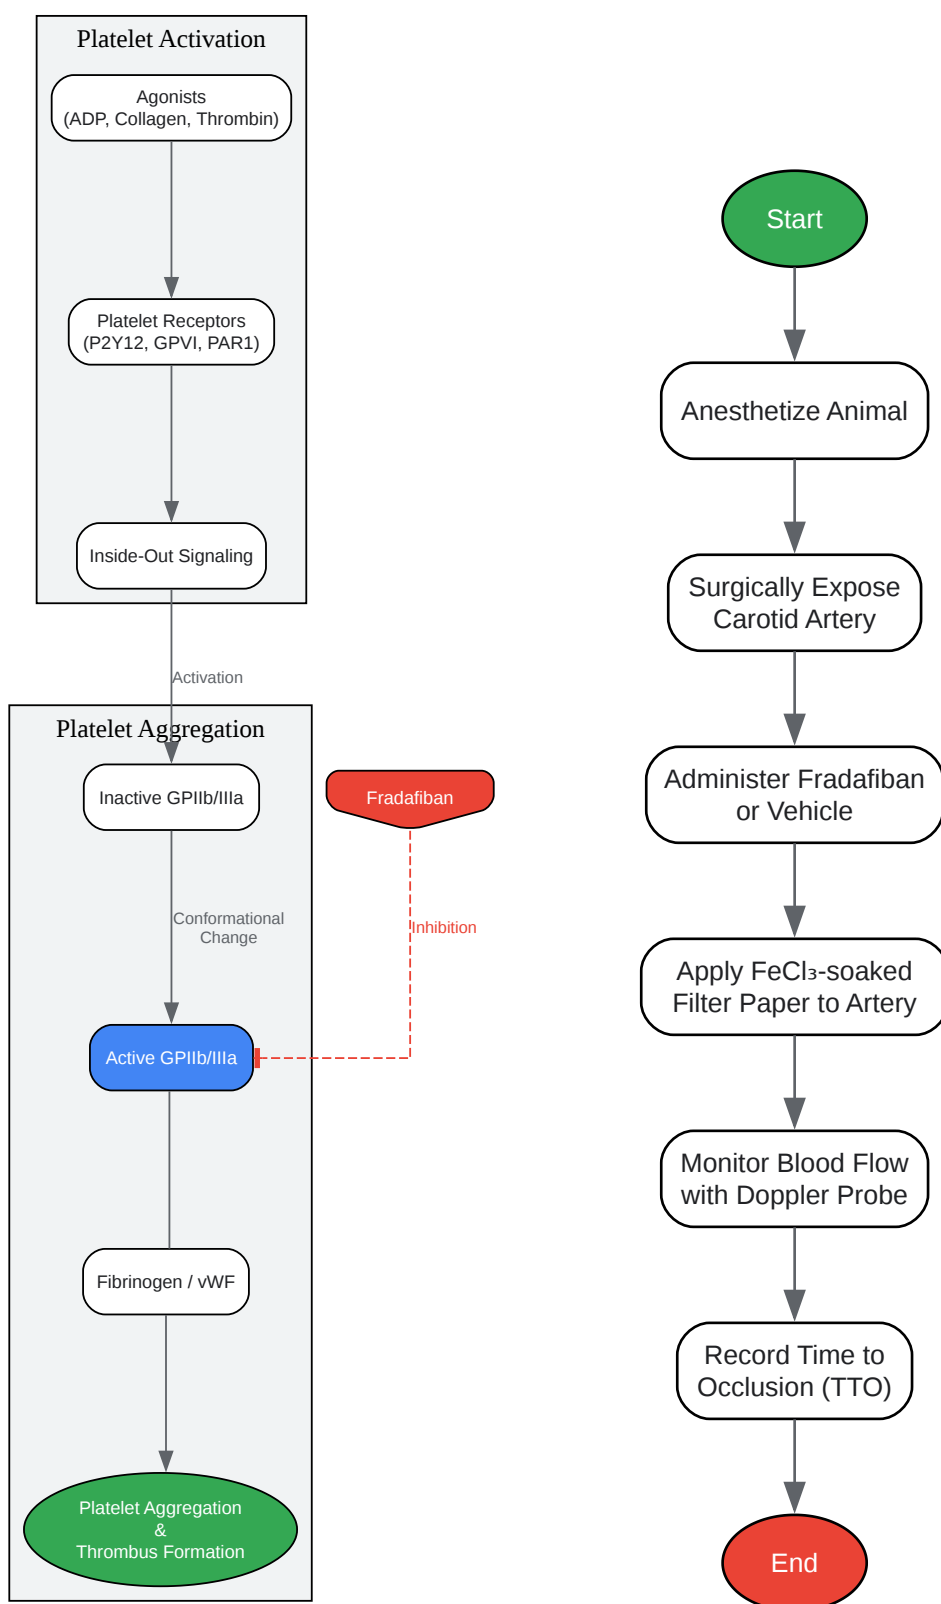 Platelet Activation
Agonists
(ADP, Collagen, Thrombin)
Platelet Receptors
(P2Y12, GPVI, PAR1)
Inside-Out Signaling
Activation
Platelet Aggregation
Inactive GPIIb/IIIa
Fradafiban
Conformational
Change
Inhibition
Active GPIIb/IIIa
Fibrinogen / vWF
Platelet Aggregation
&
Thrombus Formation
Start
Anesthetize Animal
Surgically Expose
Carotid Artery
Administer Fradafiban
or Vehicle
Apply FeCl₃-soaked
Filter Paper to Artery
Monitor Blood Flow
with Doppler Probe
Record Time to
Occlusion (TTO)
End